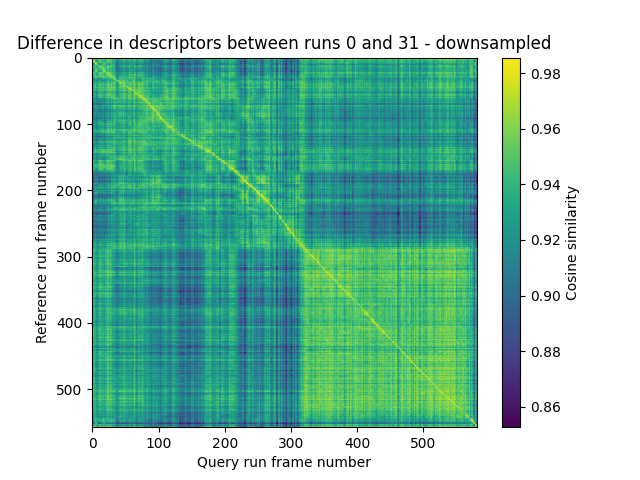 Difference in descriptors between runs 0 and 31 - downsampled
0
100
200
300
400
500
Reference run frame number
0 100 200 300 400 500
Query run frame number
0.98
0.96
0.94
0.92
0.90
0.88
0.86
Cosine similarity